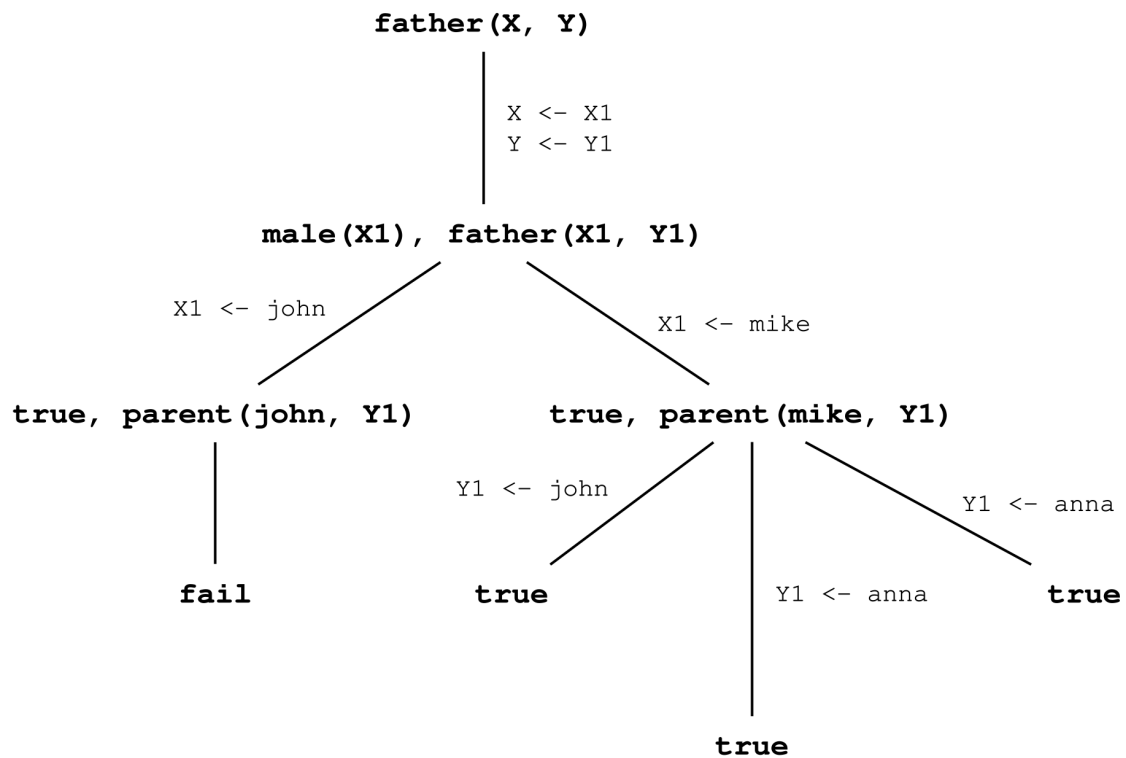 father(X, Y)
X <- X1
Y <- Y1
male(X1), father(X1, Y1)
X1 <- john
X1 <- mike
true, parent(john, Y1)
true, parent(mike, Y1)
Y1 <- john
Y1 <- anna
fail
true
Y1 <- anna
true
true